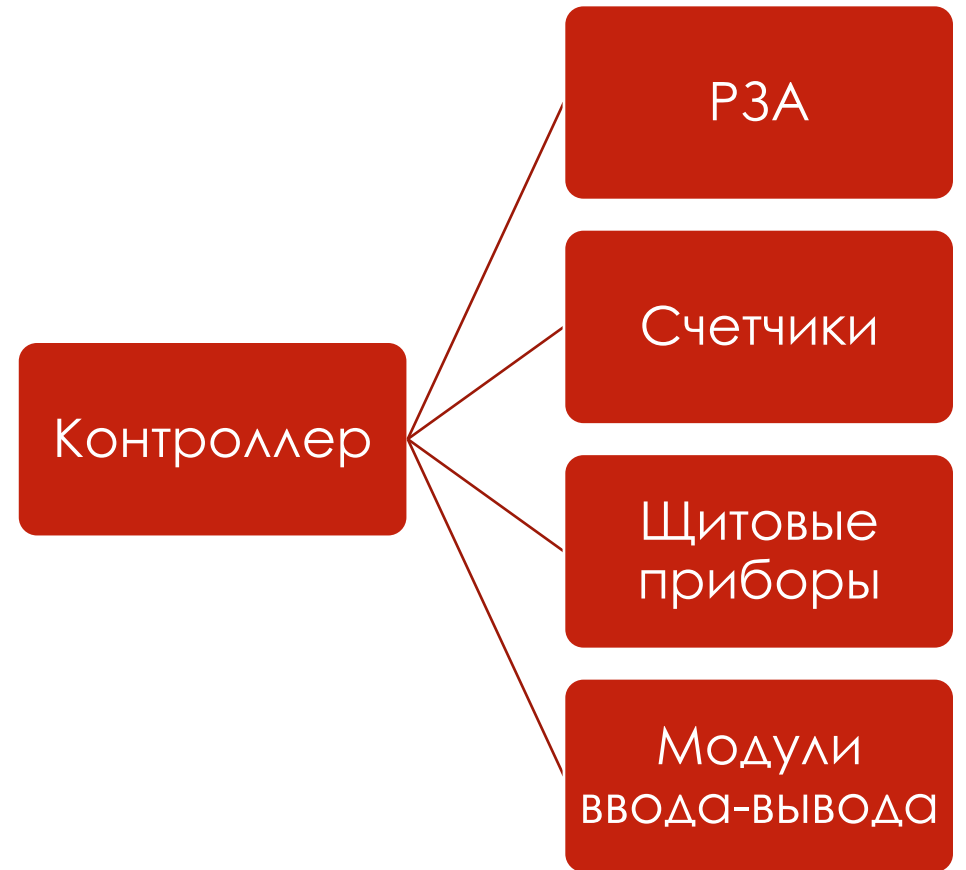 РЗА
Счетчики
Контроллер
Щитовые
приборы
Модули
ввода-вывода